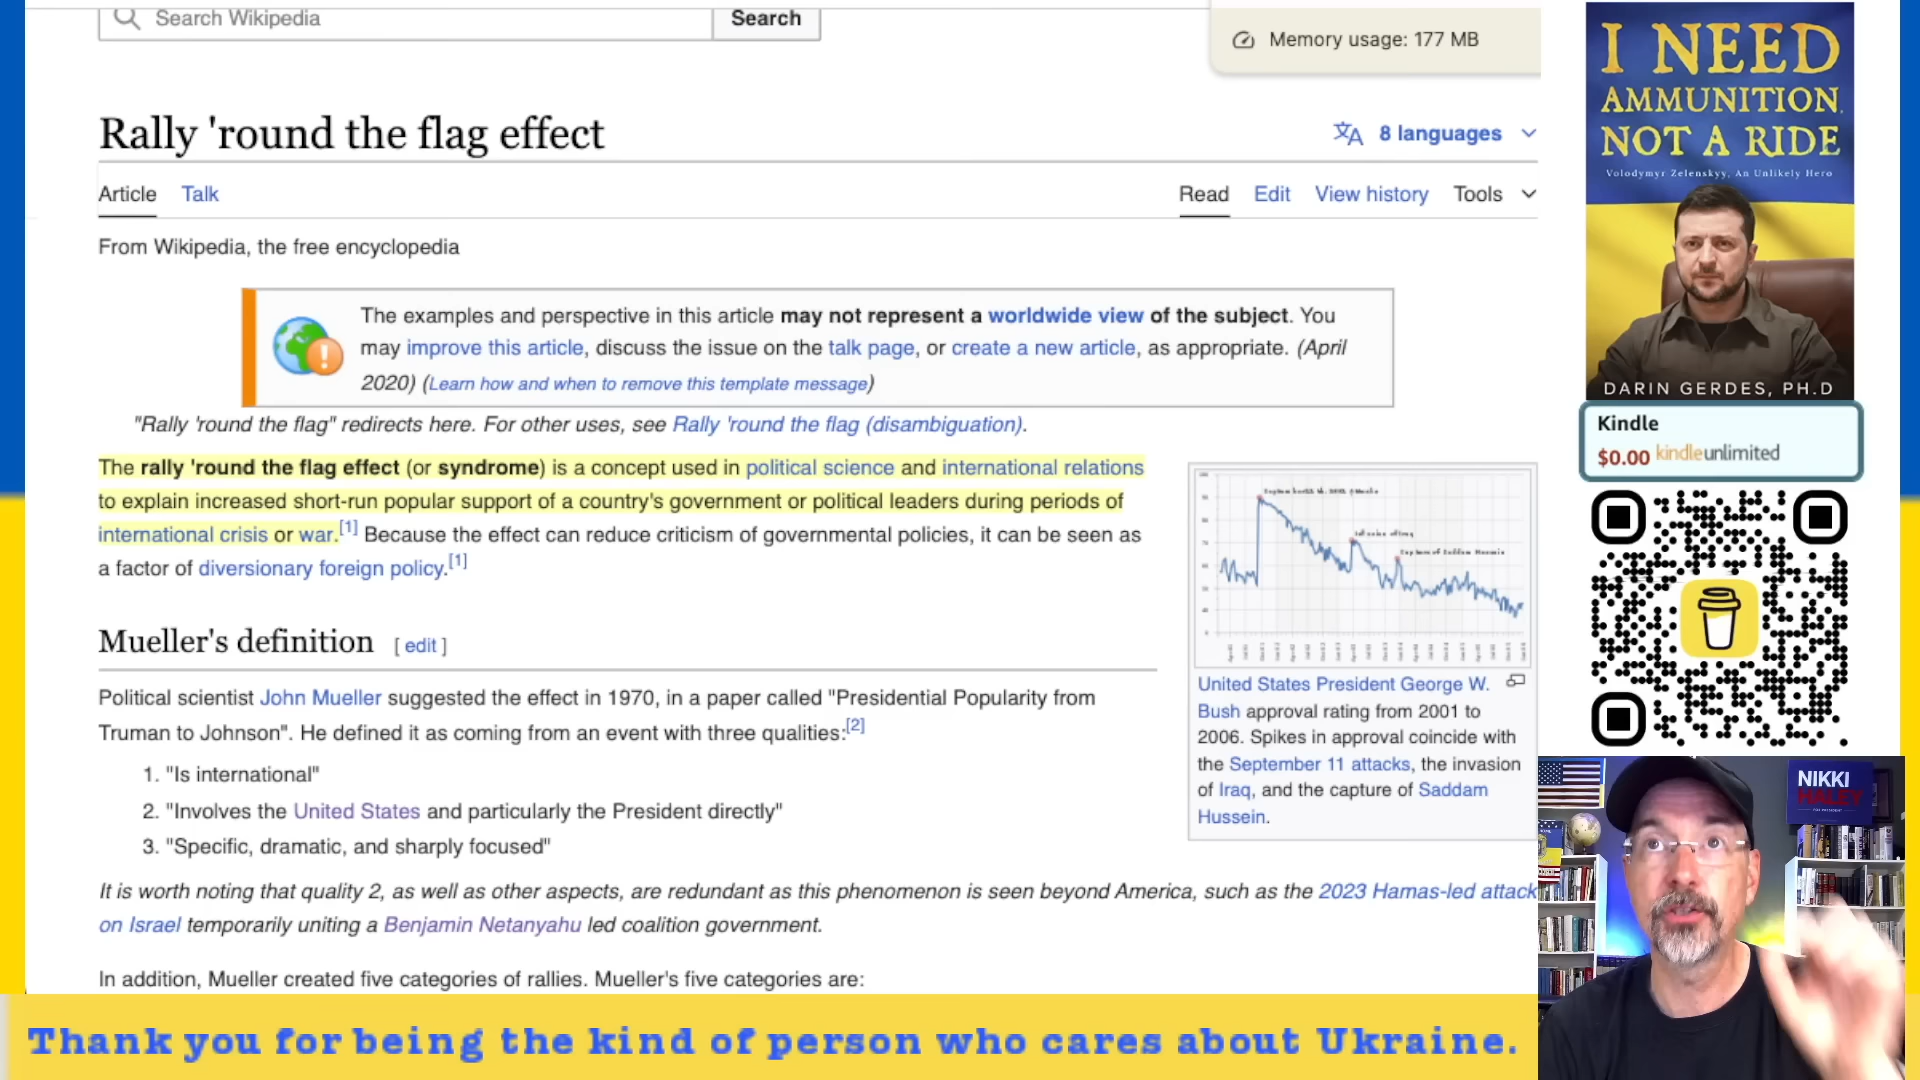 Search Wikipedia
Search
Memory usage: 177 MB
Rally 'round the flag effect
8 languages
Article Talk
Read Edit View history Tools
From Wikipedia, the free encyclopedia
The examples and perspective in this article may not represent a worldwide view of the subject. You
may improve this article, discuss the issue on the talk page, or create a new article, as appropriate. (April
2020) (Learn how and when to remove this template message)
"Rally 'round the flag" redirects here. For other uses, see Rally 'round the flag (disambiguation).
The rally 'round the flag effect (or syndrome) is a concept used in political science and international relations
to explain increased short-run popular support of a country's government or political leaders during periods of
international crisis or war.[1] Because the effect can reduce criticism of governmental policies, it can be seen as
a factor of diversionary foreign policy.[1]
Mueller's definition [ edit ]
Political scientist John Mueller suggested the effect in 1970, in a paper called "Presidential Popularity from
Truman to Johnson". He defined it as coming from an event with three qualities:[2]
1. "Is international"
2. "Involves the United States and particularly the President directly"
3. "Specific, dramatic, and sharply focused"
It is worth noting that quality 2, as well as other aspects, are redundant as this phenomenon is seen beyond America, such as the 2023 Hamas-led attack
on Israel temporarily uniting a Benjamin Netanyahu led coalition government.
In addition, Mueller created five categories of rallies. Mueller's five categories are:
Capture of Saddam Hussein
United States President George W.
Bush approval rating from 2001 to
2006. Spikes in approval coincide with
the September 11 attacks, the invasion
of Iraq, and the capture of Saddam
Hussein.
I NEED
AMMUNITION,
NOT A RIDE
Volodymyr Zelenskyy, An Unlikely Hero
DARIN GERDES, PH.D
Kindle
$0.00 kindleunlimited
NIKKI
HALEY
Thank you for being the kind of person who cares about Ukraine.